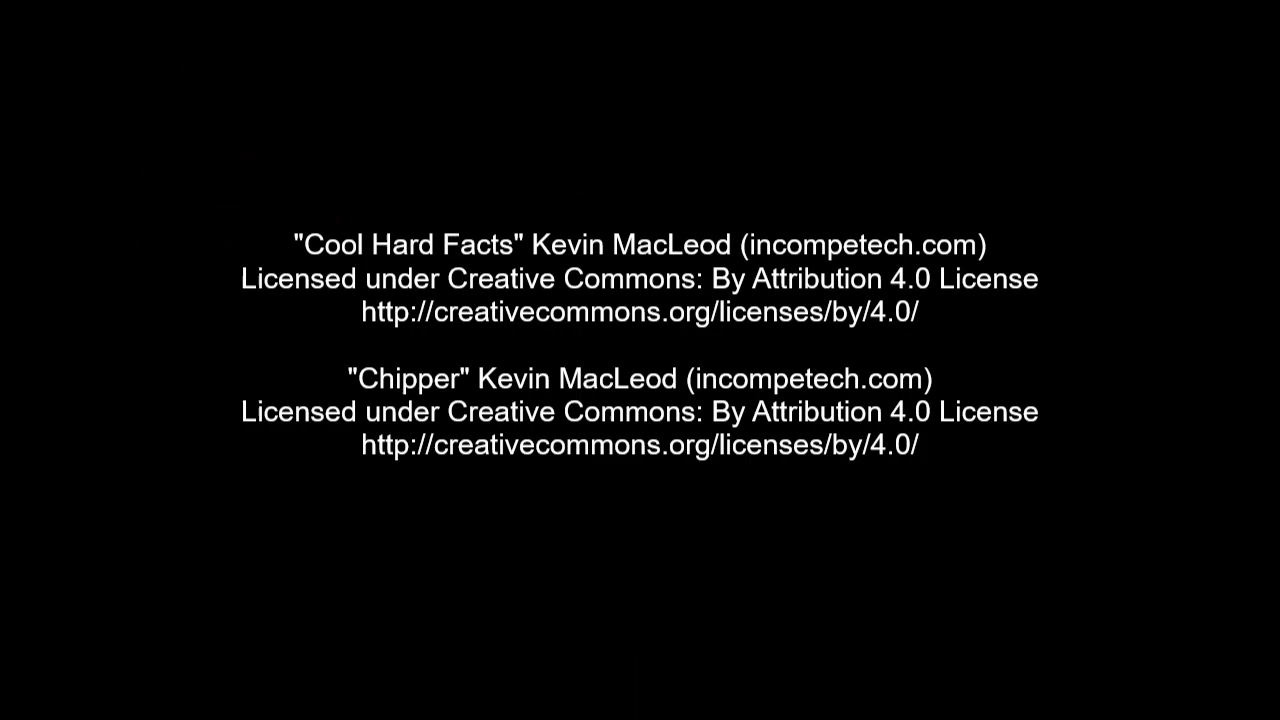 "Cool Hard Facts" Kevin MacLeod (incompetech.com)
Licensed under Creative Commons: By Attribution 4.0 License
http://creativecommons.org/licenses/by/4.0/
"Chipper" Kevin MacLeod (incompetech.com)
Licensed under Creative Commons: By Attribution 4.0 License
http://creativecommons.org/licenses/by/4.0/